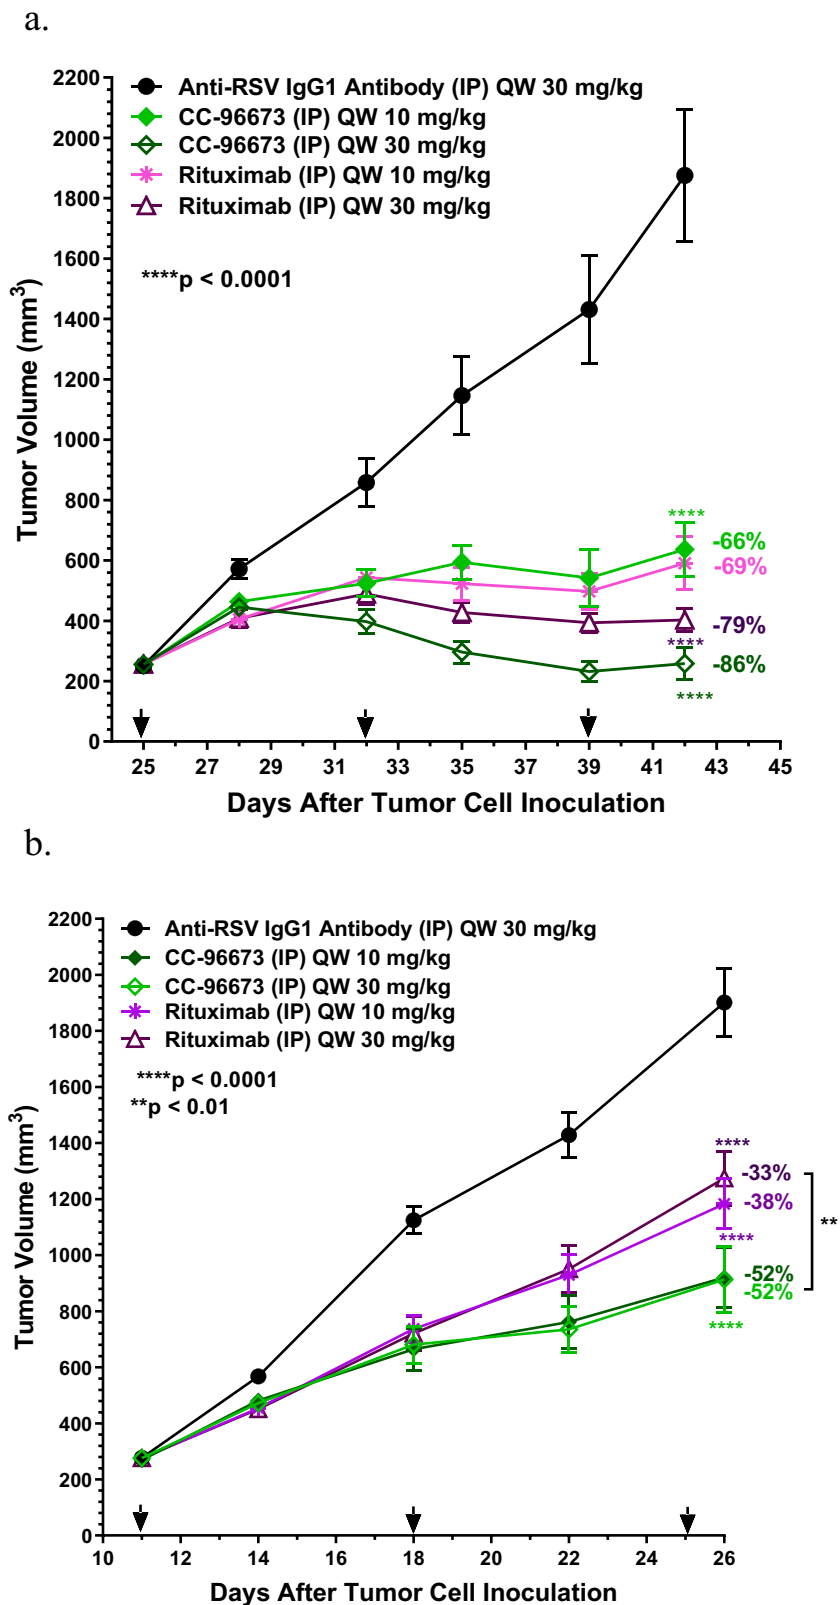 a.
2200
2000
1800
1600
1400
1200
1000
800
600
400
200
0
Tumor Volume (mm³)
Anti-RSV IgG1 Antibody (IP) QW 30 mg/kg
CC-96673 (IP) QW 10 mg/kg
CC-96673 (IP) QW 30 mg/kg
Rituximab (IP) QW 10 mg/kg
Rituximab (IP) QW 30 mg/kg
****p < 0.0001
****
-66%
-69%
-79%
****
-86%
****
25 27 29 31 33 35 37 39 41 43 45
Days After Tumor Cell Inoculation
b.
2200
2000
1800
1600
1400
1200
1000
800
600
400
200
0
Tumor Volume (mm³)
Anti-RSV IgG1 Antibody (IP) QW 30 mg/kg
CC-96673 (IP) QW 10 mg/kg
CC-96673 (IP) QW 30 mg/kg
Rituximab (IP) QW 10 mg/kg
Rituximab (IP) QW 30 mg/kg
****p < 0.0001
**p < 0.01
****
-33%
-38%
**
****
-52%
-52%
****
10 12 14 16 18 20 22 24 26
Days After Tumor Cell Inoculation